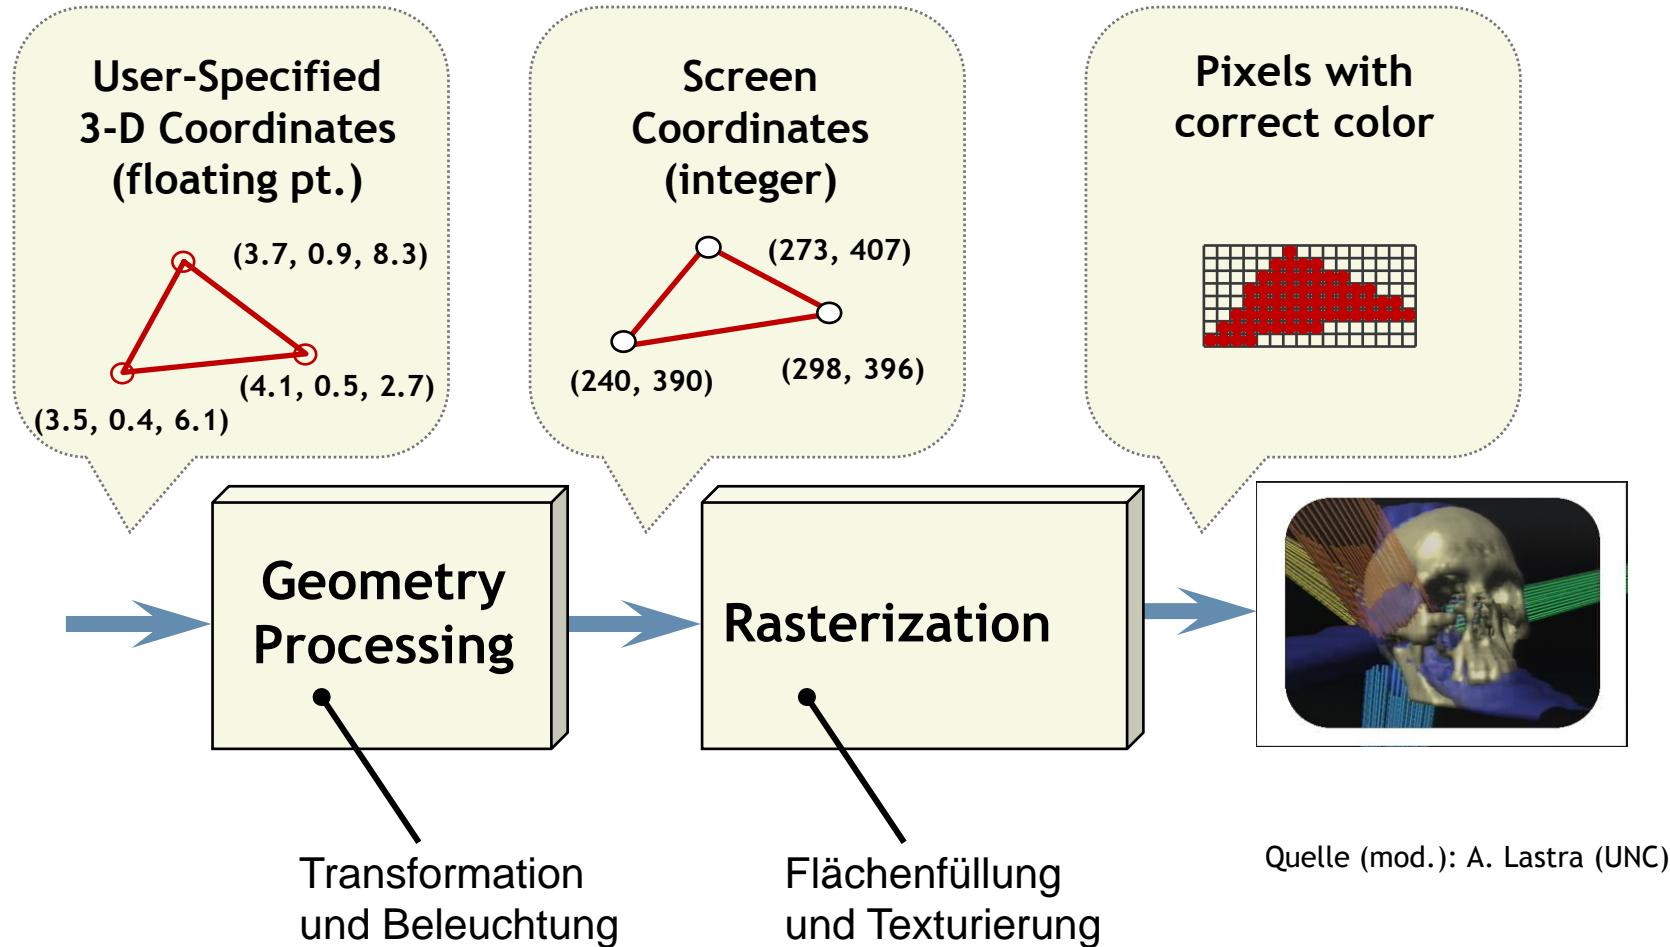 User-Specified
3-D Coordinates
(floating pt.)
(3.7, 0.9, 8.3)
(4.1, 0.5, 2.7)
(3.5, 0.4, 6.1)
Screen
Coordinates
(integer)
(273, 407)
(298, 396)
(240, 390)
Pixels with
correct color
Geometry
Processing
Rasterization
Transformation
und Beleuchtung
Flächenfüllung
und Texturierung
Quelle (mod.): A. Lastra (UNC)